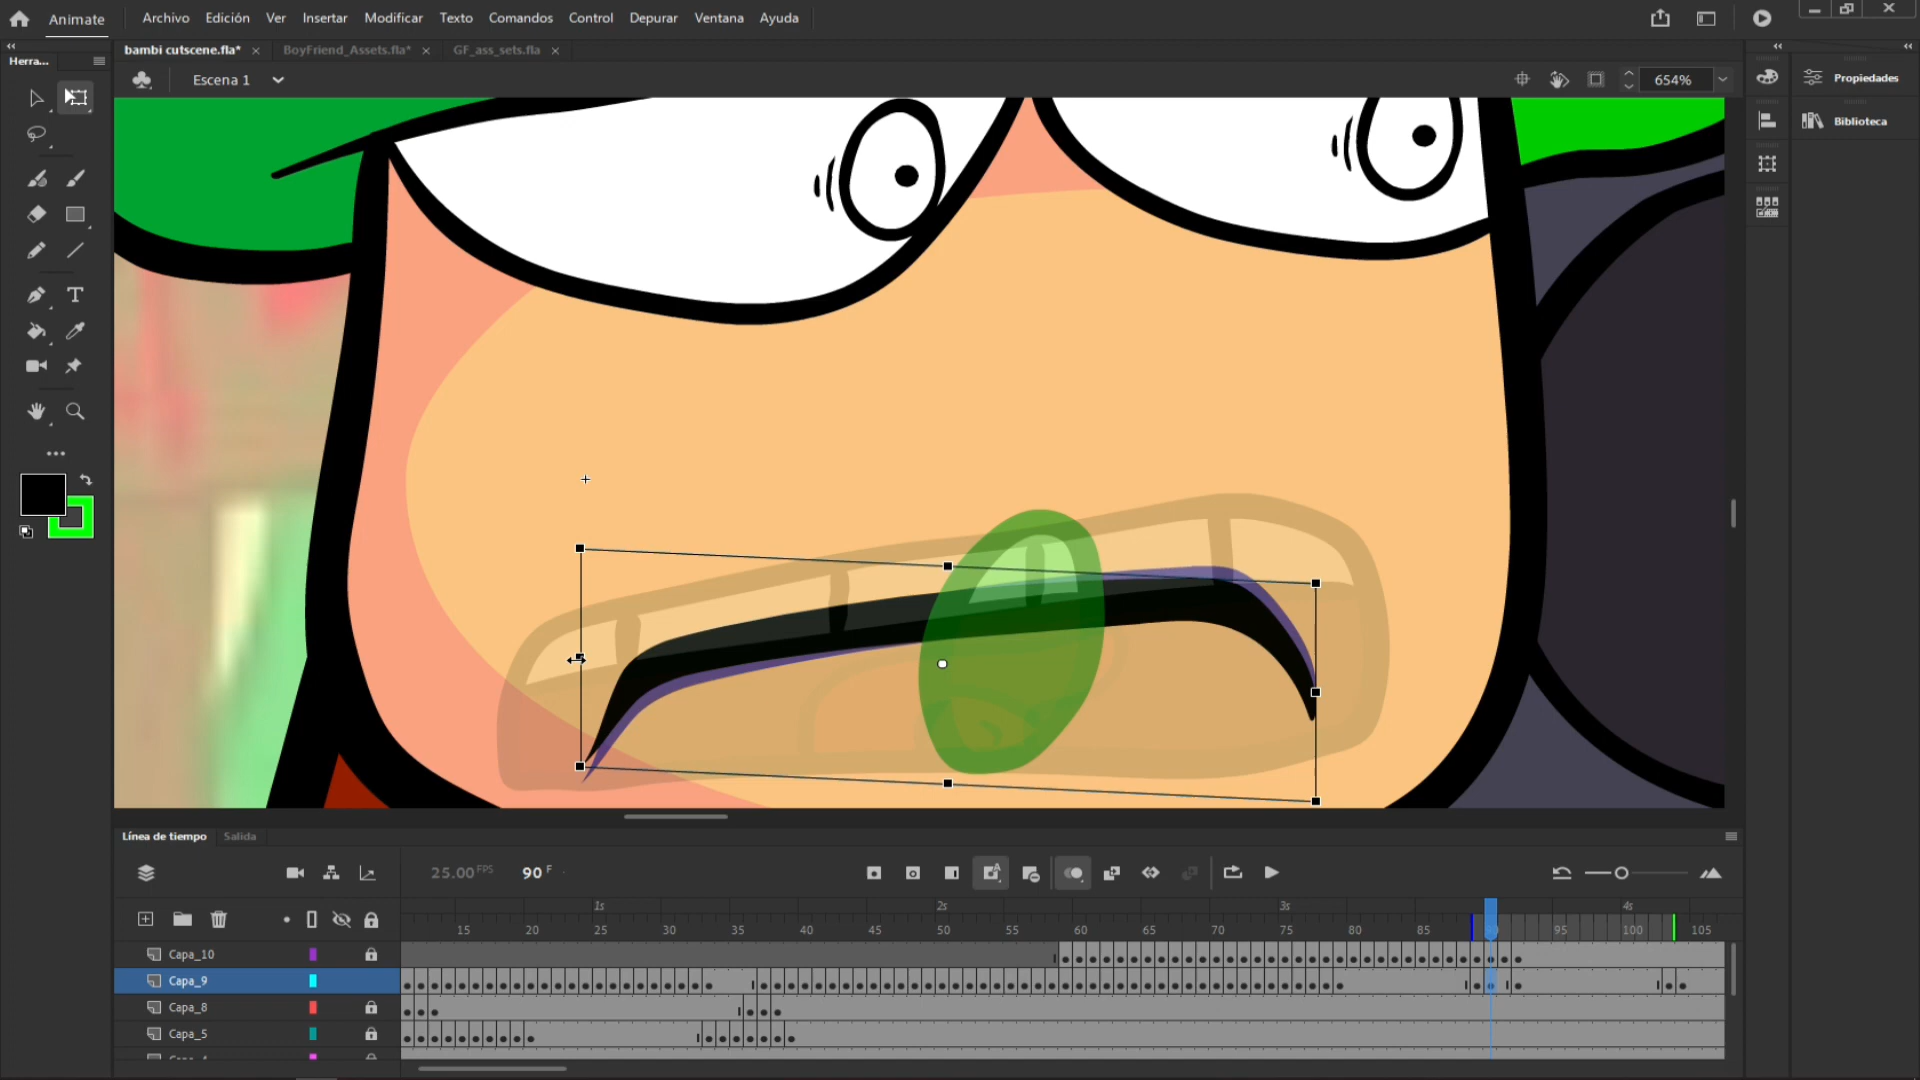 Animate
Archivo Edición Ver Insertar Modificar Texto Comandos Control Depurar Ventana Ayuda
bambi cutscene.fla* BoyFriend_Assets.fla* GF_ass_sets.fla
Herra...
Escena 1
654%
Propiedades
Biblioteca
Línea de tiempo Salida
25.00 FPS 90 F
1s 2s 3s 4s
15 20 25 30 35 40 45 50 55 60 65 70 75 80 85 90 95 100 105
Capa_10
Capa_9
Capa_8
Capa_5